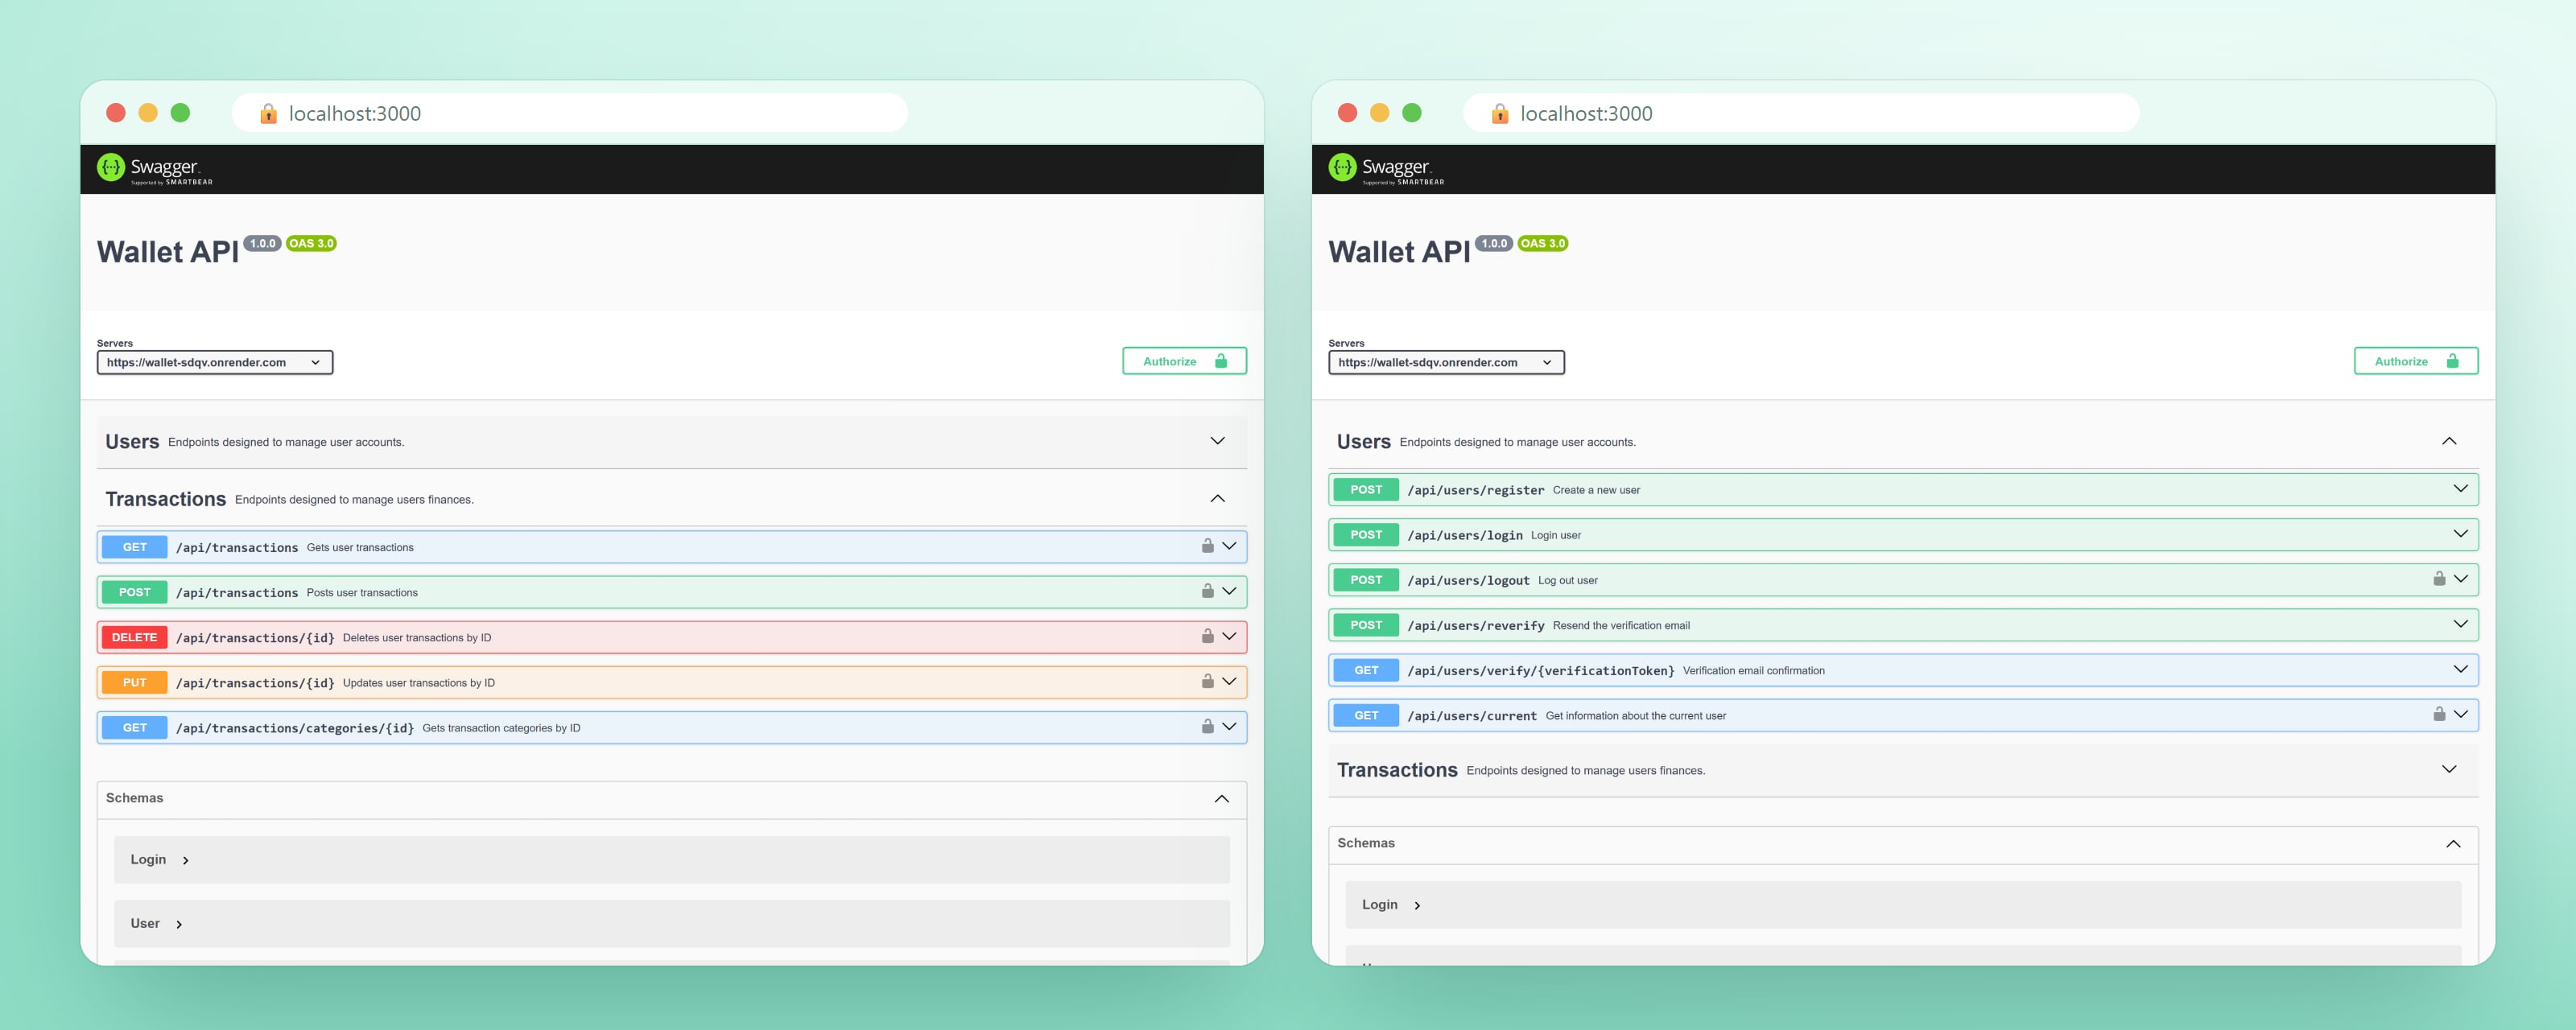 localhost:3000
Swagger
Supported by SMARTBEAR
Wallet API 1.0.0 OAS 3.0
Servers
https://wallet-sdqv.onrender.com
Authorize
Users Endpoints designed to manage user accounts.
Transactions Endpoints designed to manage users finances.
GET /api/transactions Gets user transactions
POST /api/transactions Posts user transactions
DELETE /api/transactions/{id} Deletes user transactions by ID
PUT /api/transactions/{id} Updates user transactions by ID
GET /api/transactions/categories/{id} Gets transaction categories by ID
Schemas
Login
User
localhost:3000
Swagger
Supported by SMARTBEAR
Wallet API 1.0.0 OAS 3.0
Servers
https://wallet-sdqv.onrender.com
Authorize
Users Endpoints designed to manage user accounts.
POST /api/users/register Create a new user
POST /api/users/login Login user
POST /api/users/logout Log out user
POST /api/users/reverify Resend the verification email
GET /api/users/verify/{verificationToken} Verification email confirmation
GET /api/users/current Get information about the current user
Transactions Endpoints designed to manage users finances.
Schemas
Login